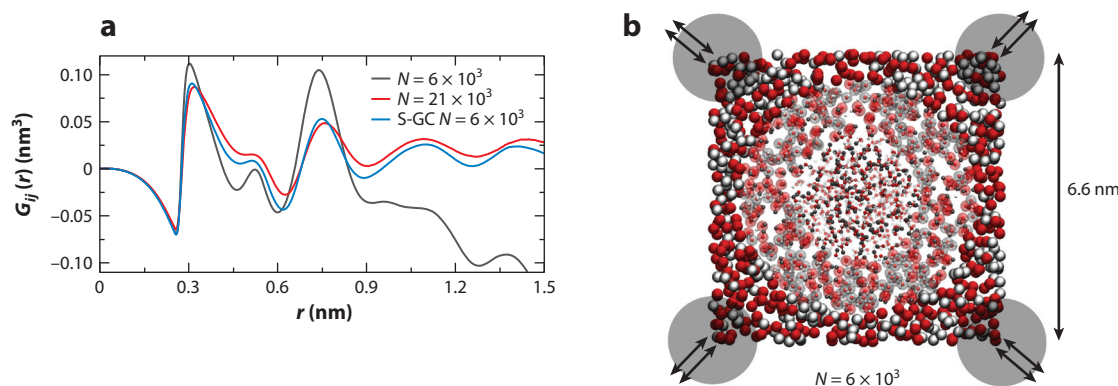 a
0.10
0.05
0
−0.05
−0.10
G_ij (r) (nm³)
N = 6 × 10³
N = 21 × 10³
S-GC N = 6 × 10³
0 0.3 0.6 0.9 1.2 1.5
r (nm)
b
6.6 nm
N = 6 × 10³